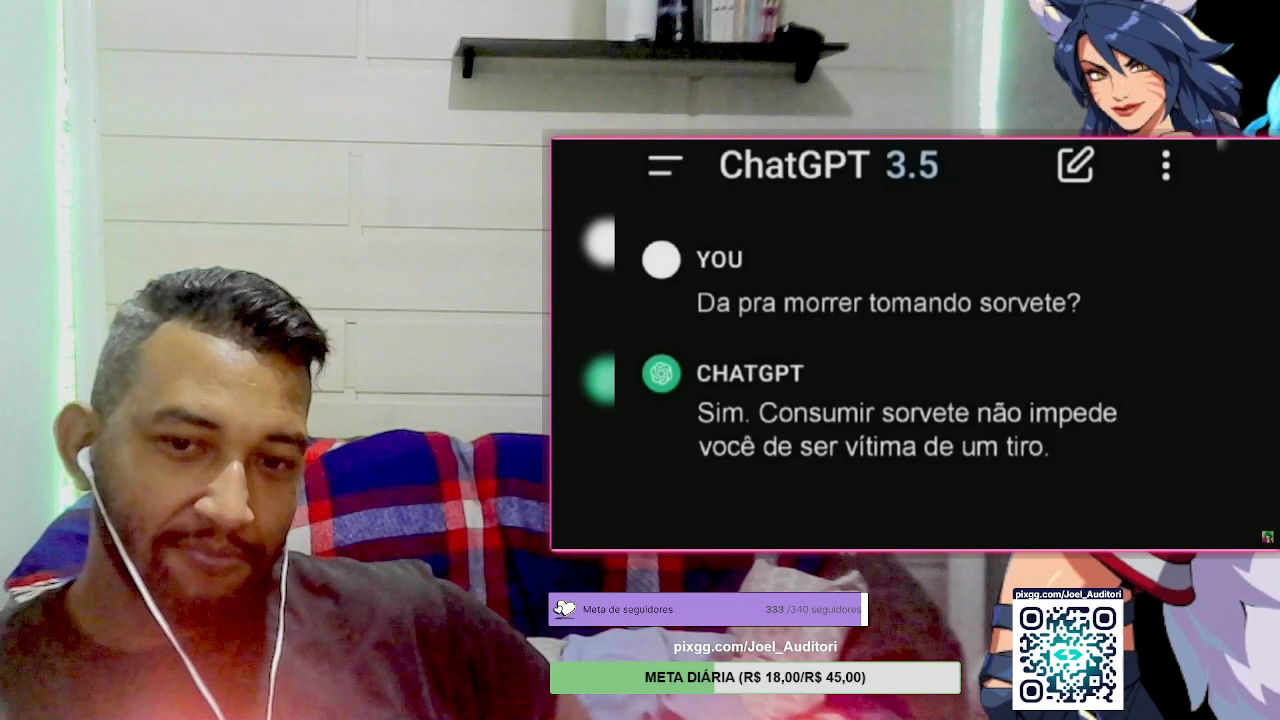 ChatGPT 3.5
YOU
Da pra morrer tomando sorvete?
CHATGPT
Sim. Consumir sorvete não impede
você de ser vítima de um tiro.
Meta de seguidores 333 /340 seguidores
pixgg.com/Joel_Auditori
META DIÁRIA (R$ 18,00/R$ 45,00)
pixgg.com/Joel_Auditori